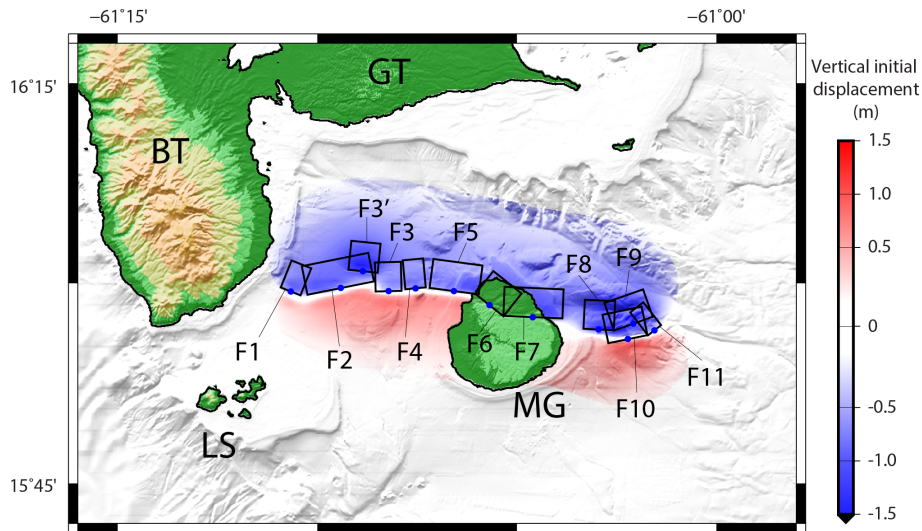 −61˚15'
−61˚00'
16˚15'
15˚45'
GT
BT
F3'
F3
F5
F8
F9
F1
F2
F4
F6
F7
F10
F11
MG
LS
Vertical initial
displacement
(m)
1.5
1.0
0.5
0
-0.5
-1.0
-1.5